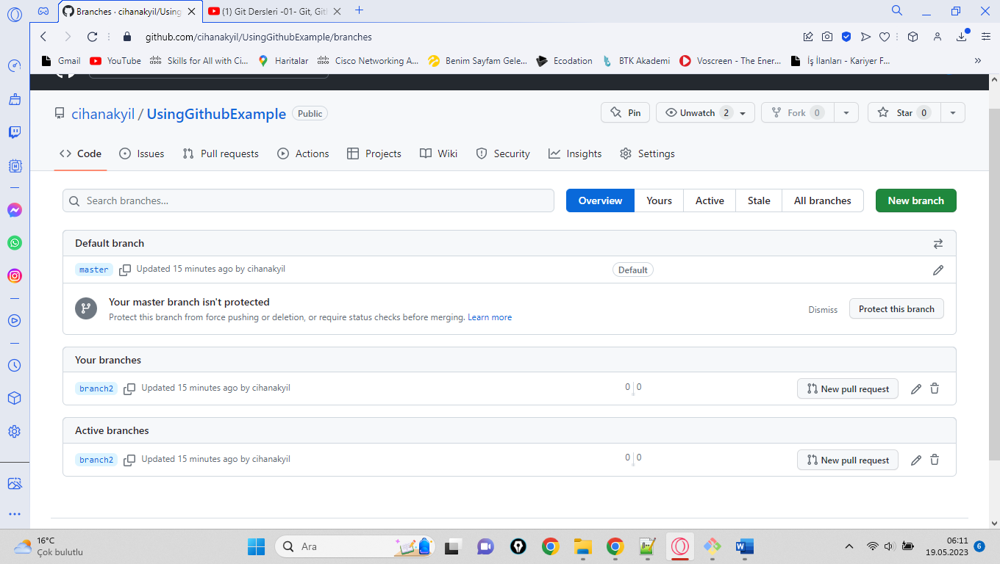 Branches · cihanakyil/Using
(1) Git Dersleri -01- Git, Gitl
github.com/cihanakyil/UsingGithubExample/branches
Gmail
YouTube
Skills for All with Ci...
Haritalar
Cisco Networking A...
Benim Sayfam Gele...
Ecodation
BTK Akademi
Voscreen - The Ener...
İş İlanları - Kariyer F...
cihanakyil / UsingGithubExample
Public
Pin
Unwatch 2
Fork 0
Star 0
Code
Issues
Pull requests
Actions
Projects
Wiki
Security
Insights
Settings
Search branches...
Overview
Yours
Active
Stale
All branches
New branch
Default branch
master
Updated 15 minutes ago by cihanakyil
Default
Your master branch isn't protected
Protect this branch from force pushing or deletion, or require status checks before merging. Learn more
Dismiss
Protect this branch
Your branches
branch2
Updated 15 minutes ago by cihanakyil
0 0
New pull request
Active branches
branch2
Updated 15 minutes ago by cihanakyil
0 0
New pull request
16°C
Çok bulutlu
Ara
06:11
19.05.2023
6